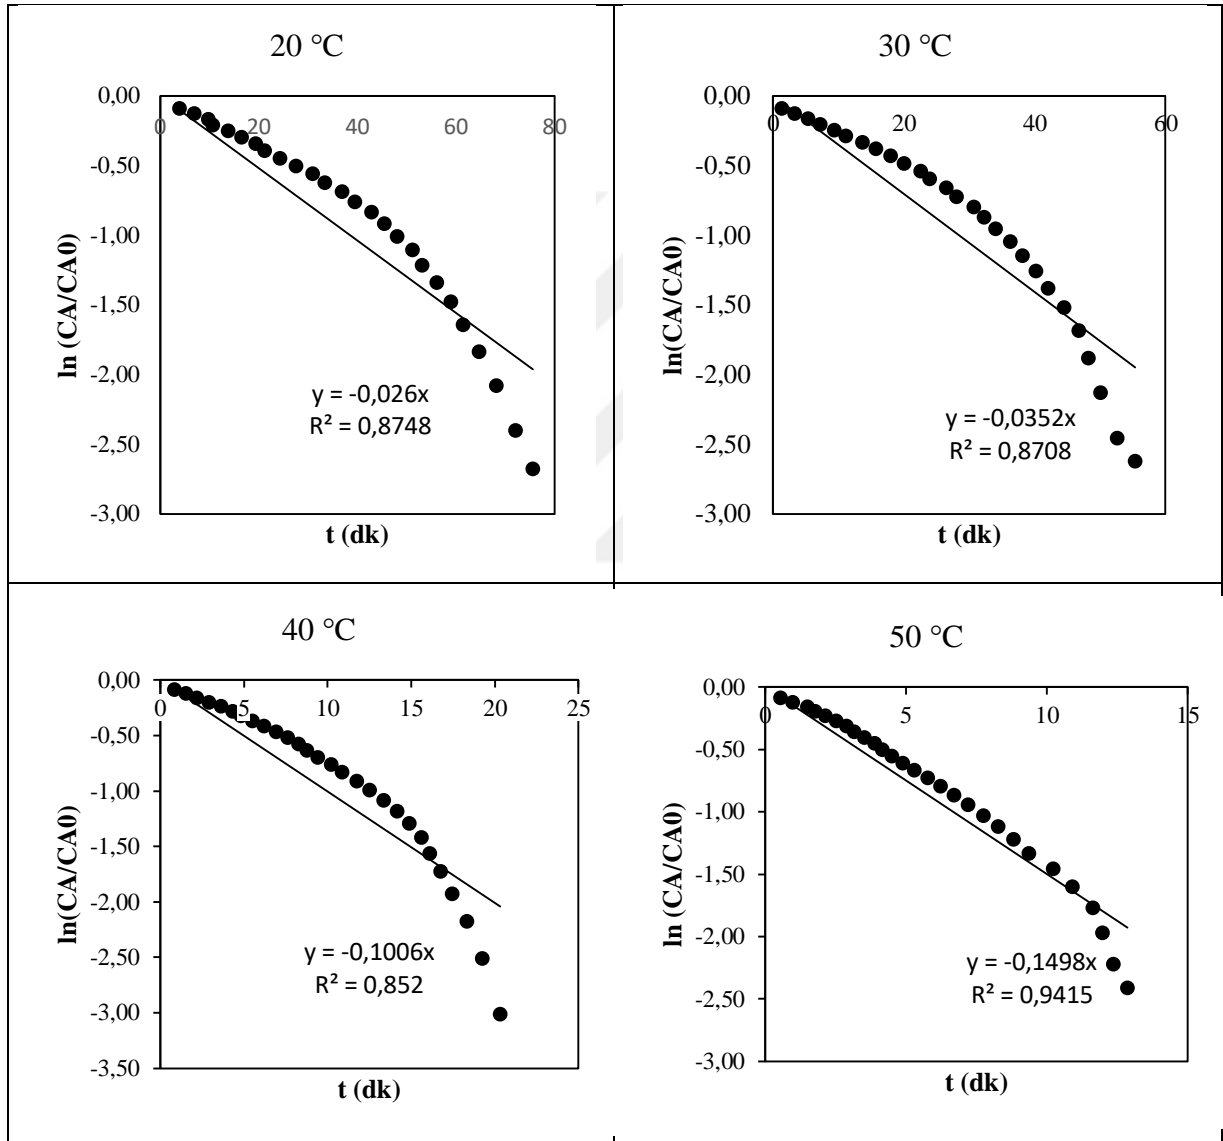 20 °C
0,00
-0,50
-1,00
-1,50
-2,00
-2,50
-3,00
0 20 40 60 80
ln (CA/CA0)
y = -0,026x
R² = 0,8748
t (dk)
30 °C
0,00
-0,50
-1,00
-1,50
-2,00
-2,50
-3,00
0 20 40 60
ln(CA/CA0)
y = -0,0352x
R² = 0,8708
t (dk)
40 °C
0,00
-0,50
-1,00
-1,50
-2,00
-2,50
-3,00
-3,50
0 5 10 15 20 25
ln(CA/CA0)
y = -0,1006x
R² = 0,852
t (dk)
50 °C
0,00
-0,50
-1,00
-1,50
-2,00
-2,50
-3,00
0 5 10 15
ln (CA/CA0)
y = -0,1498x
R² = 0,9415
t (dk)